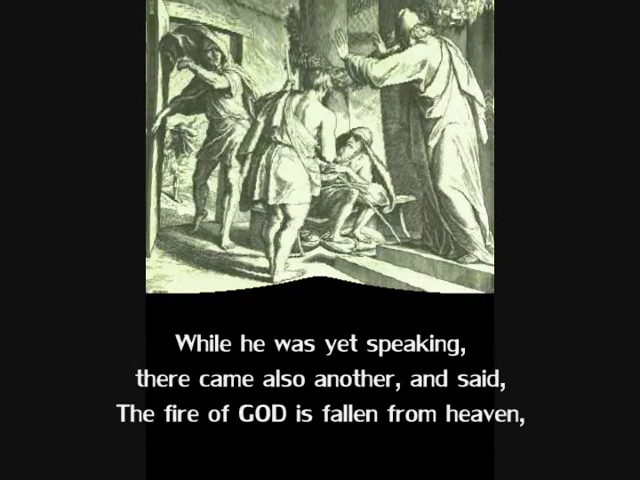 While he was yet speaking,
there came also another, and said,
The fire of GOD is fallen from heaven,